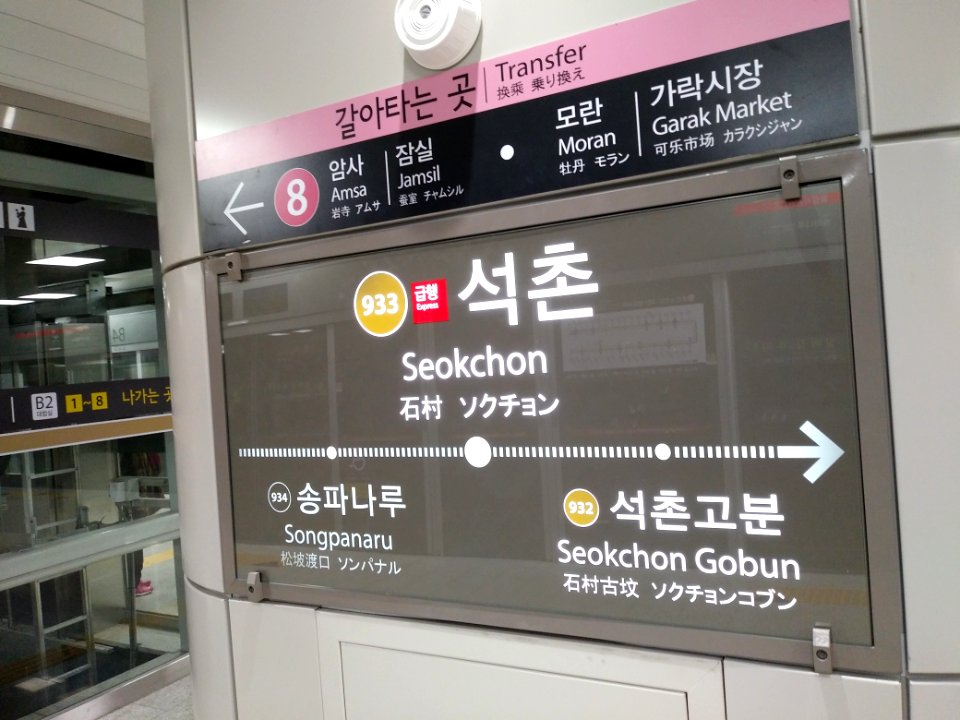 갈아타는 곳
Transfer
换乘 乗り換え
8
암사
Amsa
岩寺 アムサ
잠실
Jamsil
蚕室 チャムシル
모란
Moran
牡丹 モラン
가락시장
Garak Market
可乐市场 カラクシジャン
933
급행
Express
석촌
Seokchon
石村 ソクチョン
934 송파나루
Songpanaru
松坡渡口 ソンパナル
932 석촌고분
Seokchon Gobun
石村古坟 ソクチョンコブン
B2
대합실
1~8 나가는 곳